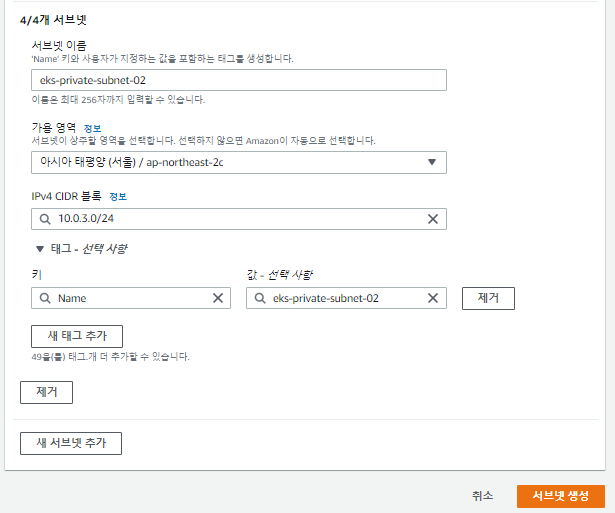 4/4개 서브넷
서브넷 이름
'Name' 키와 사용자가 지정하는 값을 포함하는 태그를 생성합니다.
eks-private-subnet-02
이름은 최대 256자까지 입력할 수 있습니다.
가용 영역 정보
서브넷이 상주할 영역을 선택합니다. 선택하지 않으면 Amazon이 자동으로 선택합니다.
아시아 태평양 (서울) / ap-northeast-2c
IPv4 CIDR 블록 정보
10.0.3.0/24
태그 - 선택 사항
키 값 - 선택 사항
Name eks-private-subnet-02 제거
새 태그 추가
49을(를) 태그.개 더 추가할 수 있습니다.
제거
새 서브넷 추가
취소 서브넷 생성